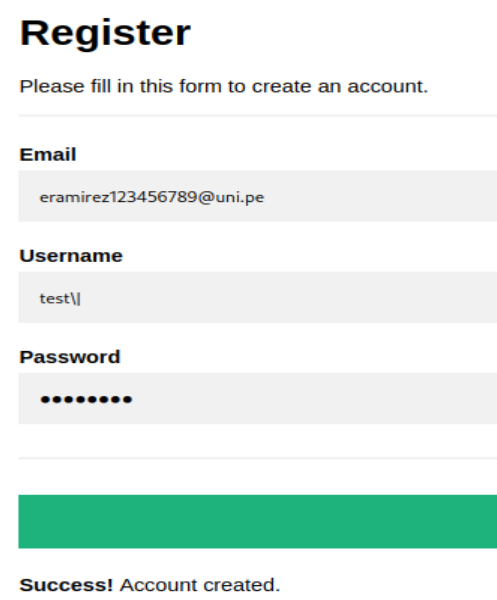 Register
Please fill in this form to create an account.
Email
eramirez123456789@uni.pe
Username
test\|
Password
••••••••
Success! Account created.